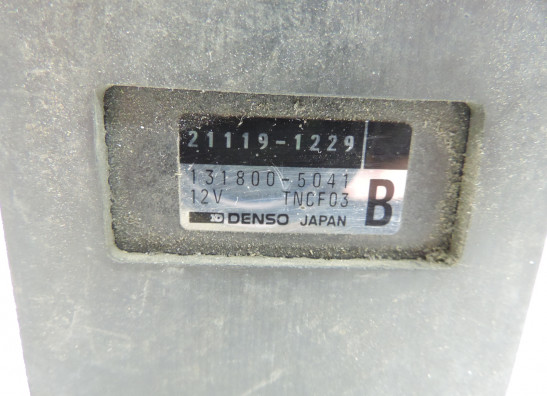 21119-1229
131800-5041
12V TNCF03 B
DENSO JAPAN